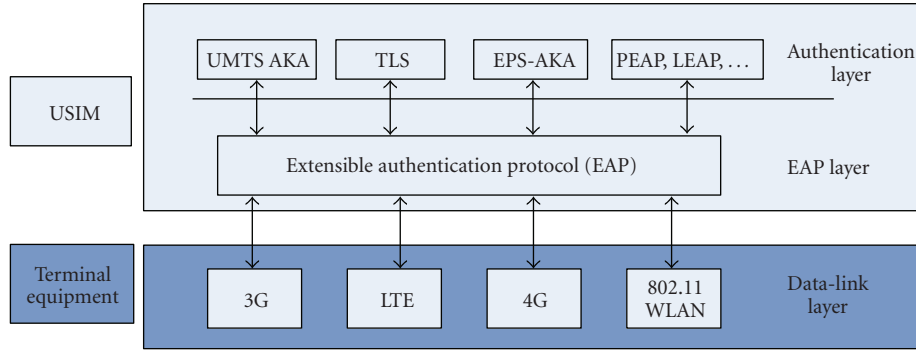 UMTS AKA
TLS
EPS-AKA
PEAP, LEAP, ...
Authentication
layer
USIM
Extensible authentication protocol (EAP)
EAP layer
Terminal
equipment
3G
LTE
4G
802.11
WLAN
Data-link
layer